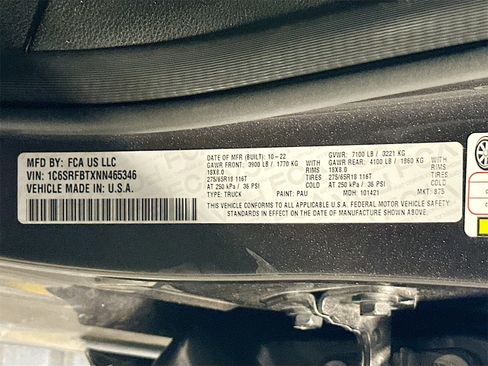 MFD BY: FCA US LLC
VIN: 1C6SRFBTXNN465346
VEHICLE MADE IN: U.S.A.
DATE OF MFR (BUILT): 10-22 GVWR: 7100 LB / 3221 KG
GAWR FRONT: 3900 LB / 1770 KG WITH GAWR REAR: 4100 LB / 1860 KG WITH
18X8.0 RIMS 18X8.0 RIMS
275/65R18 116T TIRES 275/65R18 116T TIRES
AT 250 kPa / 36 PSI AT 250 kPa / 36 PSI
TYPE: TRUCK PAINT: PAU MDH: 101421 MKT: 875
THIS VEHICLE CONFORMS TO ALL APPLICABLE U.S.A. FEDERAL MOTOR VEHICLE SAFETY
STANDARDS IN EFFECT ON THE DATE OF MANUFACTURE SHOWN ABOVE